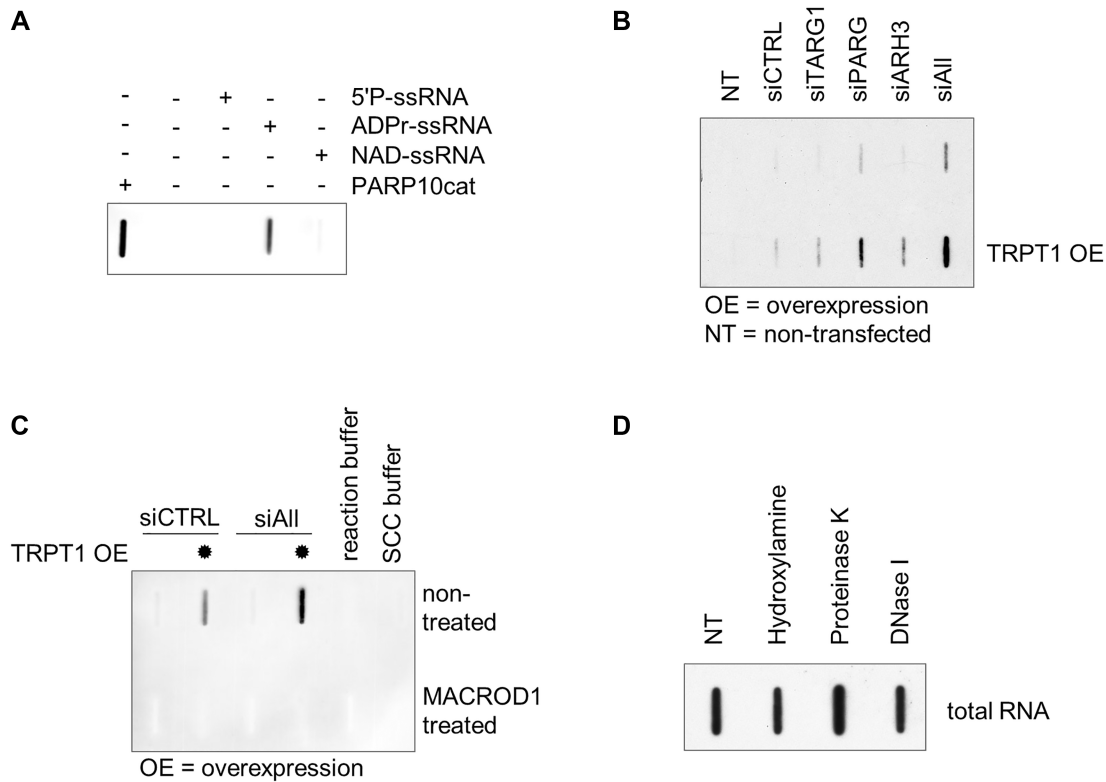 A
- - + - - 5'P-ssRNA
- - - + - ADPr-ssRNA
- - - - + NAD-ssRNA
+ - - - - PARP10cat
B
NT siCTRL siTARG1 siPARG siARH3 siAll
TRPT1 OE
OE = overexpression
NT = non-transfected
C
siCTRL siAll reaction buffer SCC buffer
TRPT1 OE
non-
treated
MACROD1
treated
OE = overexpression
D
NT Hydroxylamine Proteinase K DNase I
total RNA